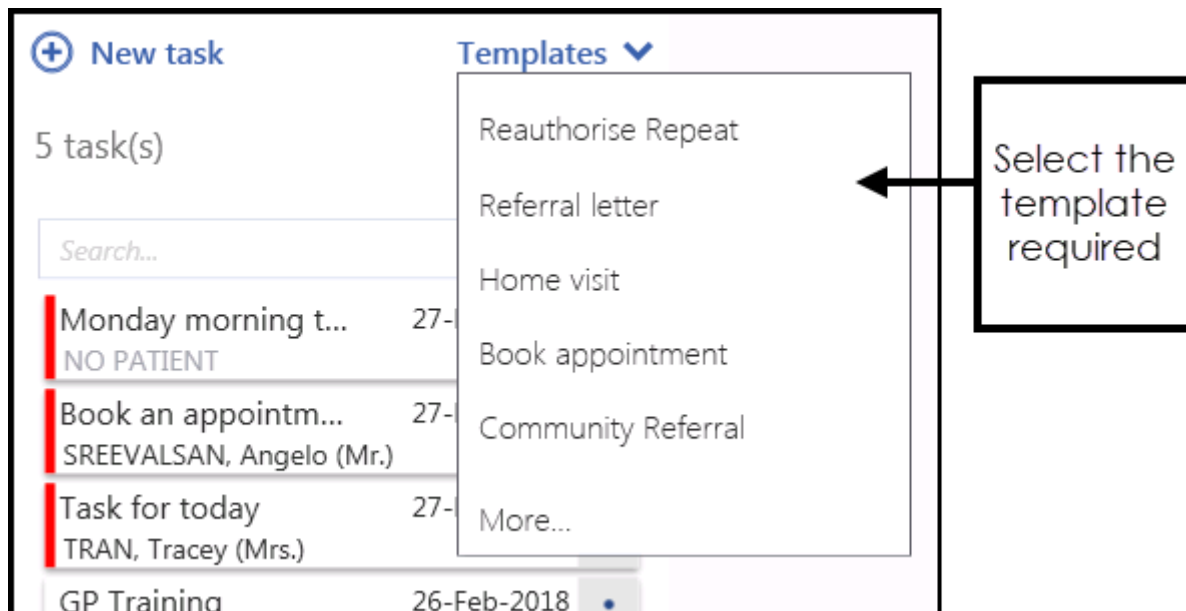 New task
Templates
5 task(s)
Search...
Monday morning t... 27-
NO PATIENT
Book an appointm... 27-
SREEVALSAN, Angelo (Mr.)
Task for today 27-
TRAN, Tracey (Mrs.)
GP Training 26-Feb-2018
Reauthorise Repeat
Referral letter
Home visit
Book appointment
Community Referral
More...
Select the
template
required